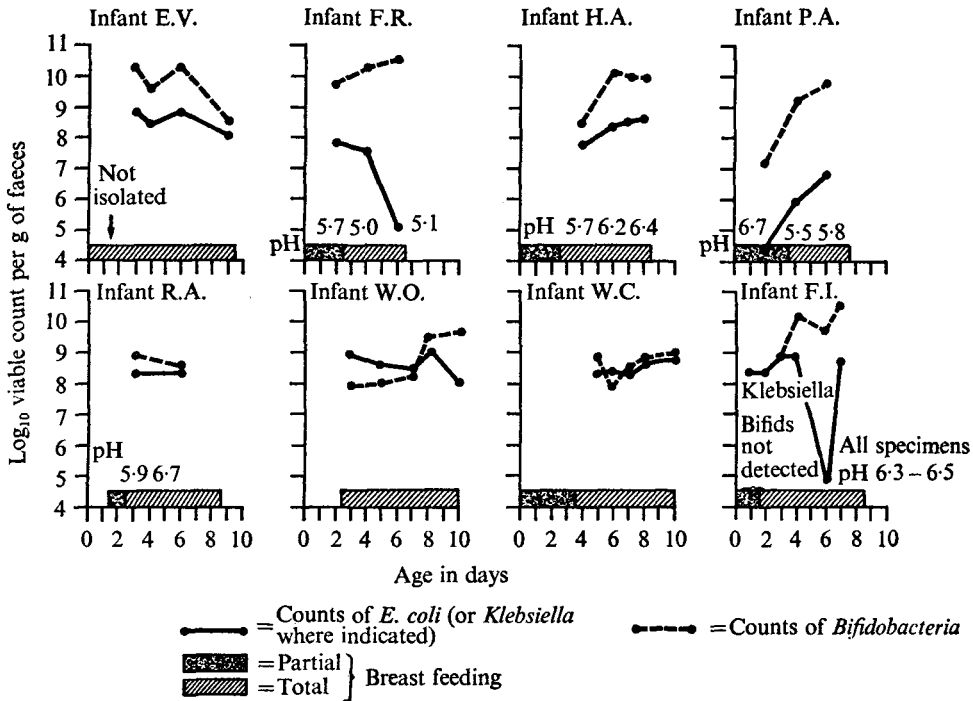 Infant E.V. Infant F.R. Infant H.A. Infant P.A.
11
10
9
8
7
6
5
4
Not
isolated
pH 5·7 5·0 5·1
pH 5·7 6·2 6·4
pH 6·7 5·5 5·8
Infant R.A. Infant W.O. Infant W.C. Infant F.I.
11
10
9
8
7
6
5
4
pH
5·9 6·7
Klebsiella
Bifids
not
detected
All specimens
pH 6·3 – 6·5
0 2 4 6 8 10 0 2 4 6 8 10 0 2 4 6 8 10 0 2 4 6 8 10
Log₁₀ viable count per g of faeces
Age in days
= Counts of E. coli (or Klebsiella
where indicated)
= Counts of Bifidobacteria
= Partial
= Total
Breast feeding